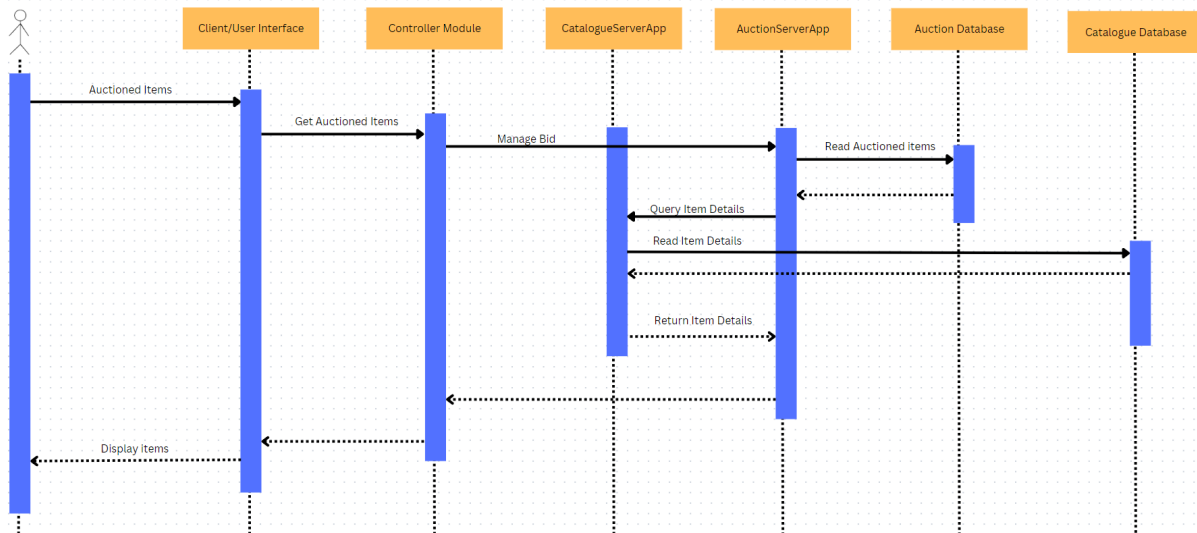 Client/User Interface
Controller Module
CatalogueServerApp
AuctionServerApp
Auction Database
Catalogue Database
Auctioned Items
Get Auctioned Items
Manage Bid
Read Auctioned items
Query Item Details
Read Item Details
Return Item Details
Display items